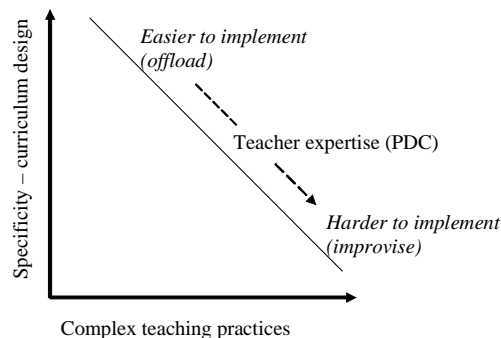 Easier to implement
(offload)
Teacher expertise (PDC)
Harder to implement
(improvise)
Specificity – curriculum design
Complex teaching practices